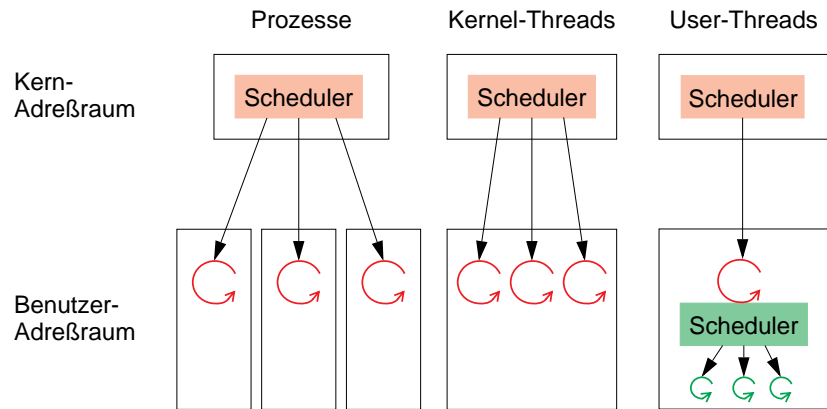 Prozesse
Kernel-Threads
User-Threads
Kern-
Adreßraum
Scheduler
Scheduler
Scheduler
Benutzer-
Adreßraum
Scheduler